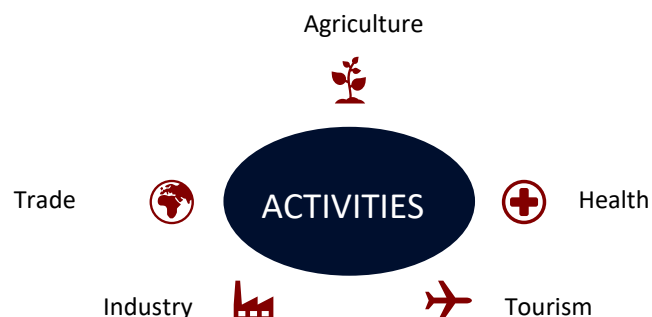 Agriculture
Trade
ACTIVITIES
Health
Industry
Tourism